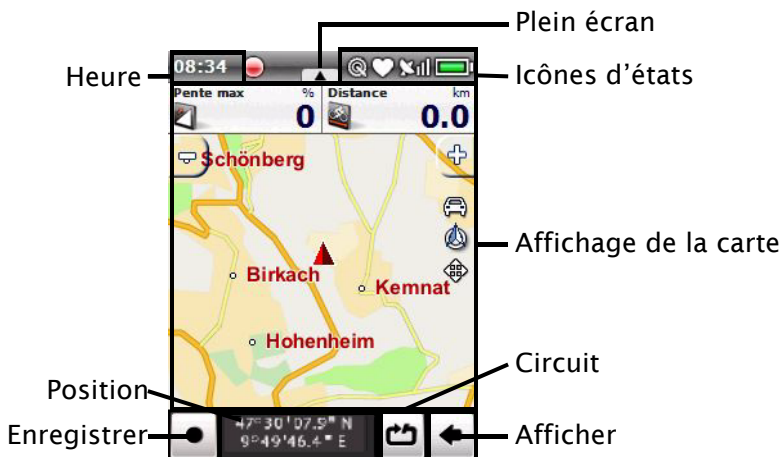 Plein écran
Heure
08:34
Icônes d'états
Pente max % 0
Distance km 0.0
Schönberg
Affichage de la carte
Birkach
Kemnat
Hohenheim
Circuit
Position
47°30'07.9" N
9°49'46.4" E
Enregistrer
Afficher